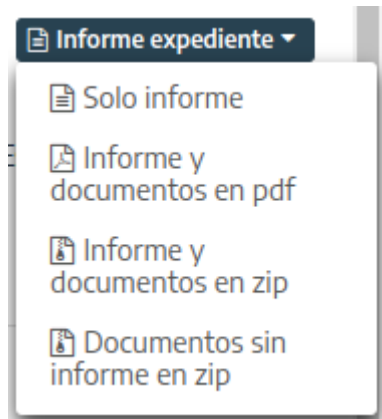 Informe expediente
Solo informe
E
Informe y
documentos en pdf
Informe y
documentos en zip
Documentos sin
informe en zip